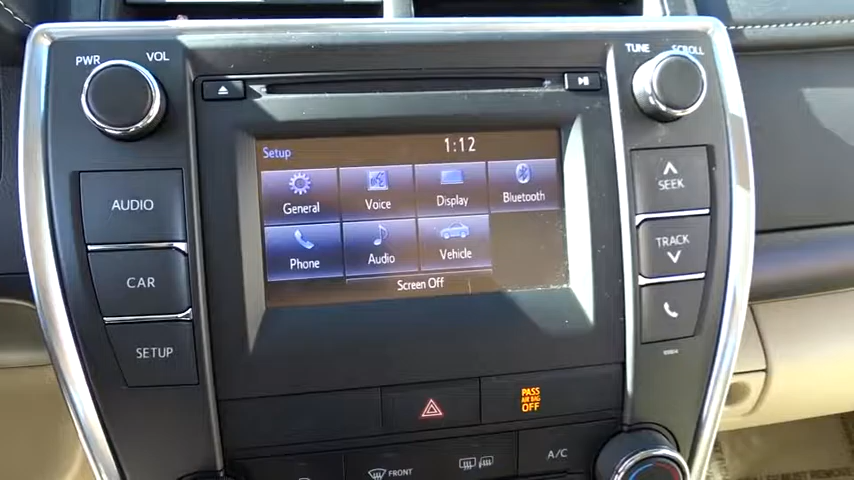 PWR VOL
TUNE SCROLL
Setup 1:12
General Voice Display Bluetooth
Phone Audio Vehicle
Screen Off
AUDIO
CAR
SETUP
SEEK
TRACK
PASS
AIR BAG
OFF
FRONT
A/C